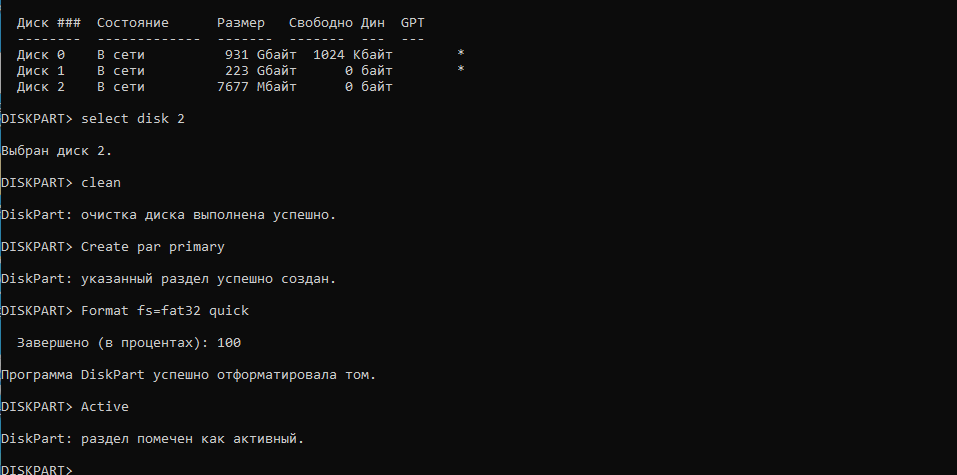 Диск ### Состояние Размер Свободно Дин GPT
-------- ------------- ------- ------- --- ---
Диск 0 В сети 931 Gбайт 1024 Kбайт *
Диск 1 В сети 223 Gбайт 0 байт *
Диск 2 В сети 7677 Mбайт 0 байт
DISKPART> select disk 2
Выбран диск 2.
DISKPART> clean
DiskPart: очистка диска выполнена успешно.
DISKPART> Create par primary
DiskPart: указанный раздел успешно создан.
DISKPART> Format fs=fat32 quick
Завершено (в процентах): 100
Программа DiskPart успешно отформатировала том.
DISKPART> Active
DiskPart: раздел помечен как активный.
DISKPART>